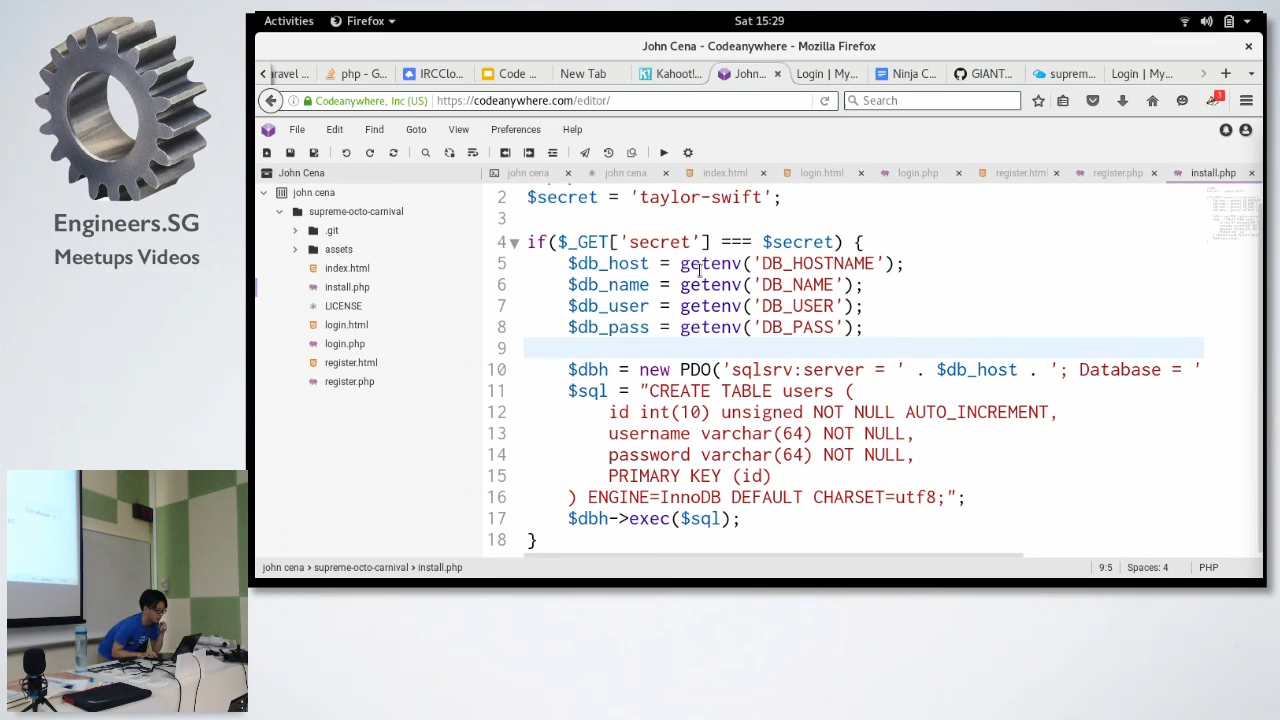 Activities
Firefox
Sat 15:29
John Cena - Codeanywhere - Mozilla Firefox
aravel ...
php - G...
IRCClo...
Code ...
New Tab
Kahoot!
John...
Login | My...
Ninja C...
GIANT...
suprem...
Login | My...
Codeanywhere, Inc (US)
https://codeanywhere.com/editor/
Search
3
File
Edit
Find
Goto
View
Preferences
Help
John Cena
john cena
john cena
index.html
login.html
login.php
register.html
register.php
install.php
john cena
supreme-octo-carnival
.git
assets
index.html
install.php
LICENSE
login.html
login.php
register.html
register.php
2 $secret = 'taylor-swift';
3
4 if($_GET['secret'] === $secret) {
5 $db_host = getenv('DB_HOSTNAME');
6 $db_name = getenv('DB_NAME');
7 $db_user = getenv('DB_USER');
8 $db_pass = getenv('DB_PASS');
9
10 $dbh = new PDO('sqlsrv:server = ' . $db_host . '; Database = '
11 $sql = "CREATE TABLE users (
12 id int(10) unsigned NOT NULL AUTO_INCREMENT,
13 username varchar(64) NOT NULL,
14 password varchar(64) NOT NULL,
15 PRIMARY KEY (id)
16 ) ENGINE=InnoDB DEFAULT CHARSET=utf8;";
17 $dbh->exec($sql);
18 }
john cena
supreme-octo-carnival
install.php
9:5
Spaces: 4
PHP
Engineers.SG
Meetups Videos